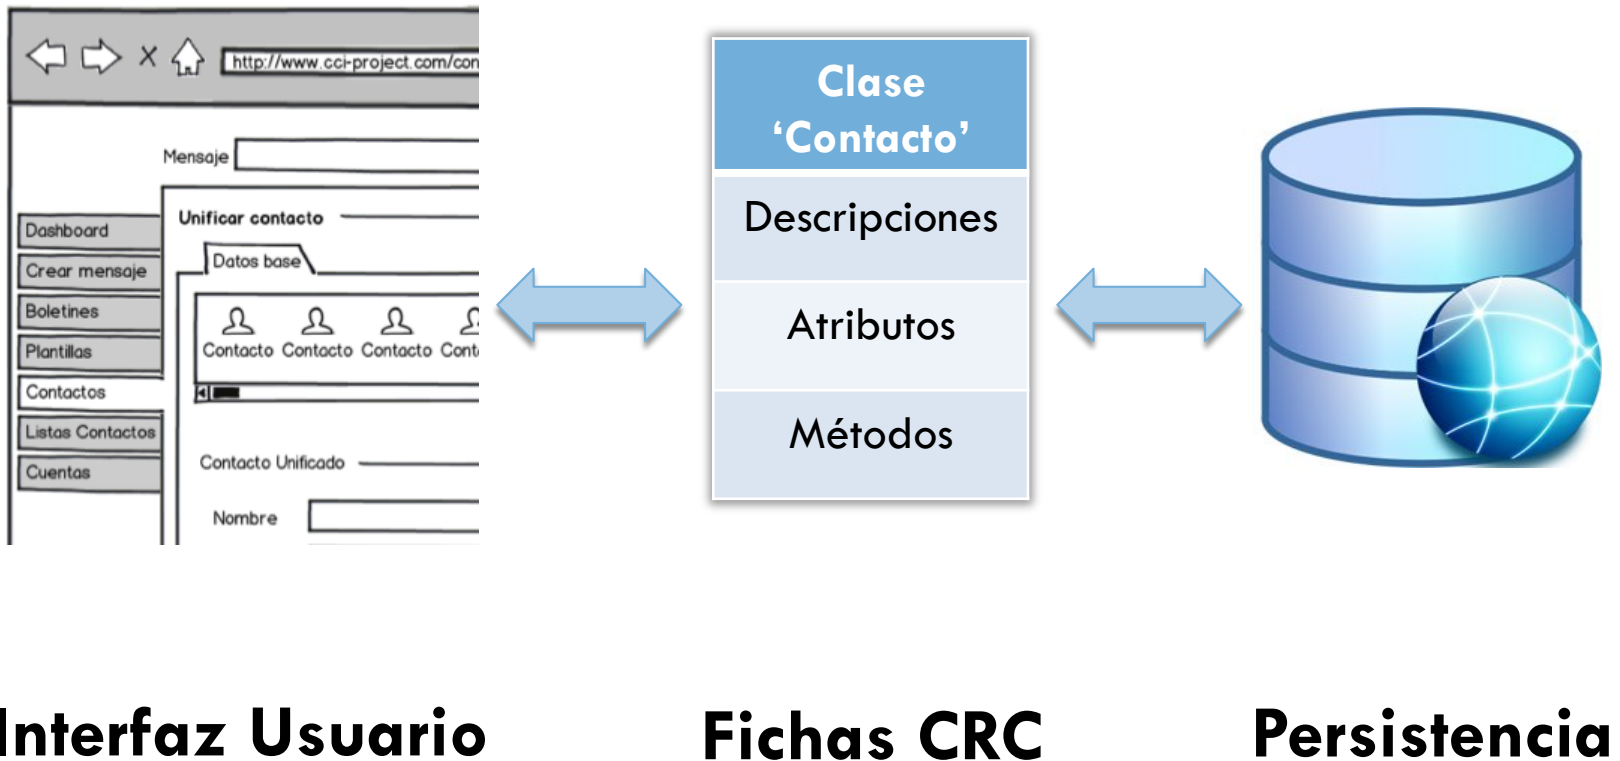 http://www.cci-project.com/con
Mensaje
Unificar contacto
Datos base
Dashboard
Crear mensaje
Boletines
Plantillas
Contactos
Listas Contactos
Cuentas
Contacto Contacto Contacto Cont
Contacto Unificado
Nombre
Clase
‘Contacto’
Descripciones
Atributos
Métodos
Interfaz Usuario
Fichas CRC
Persistencia